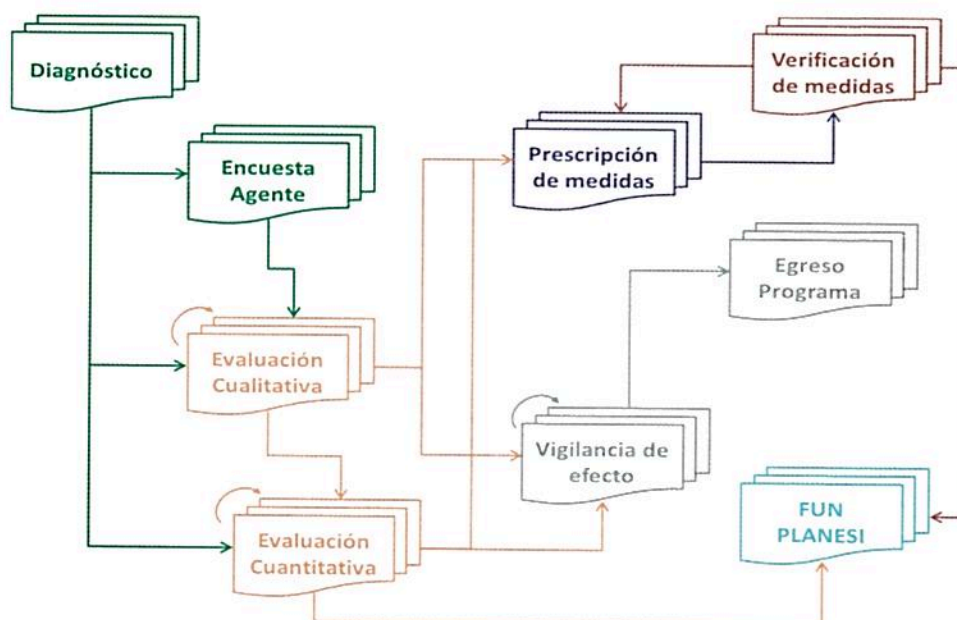 Diagnóstico
Verificación
de medidas
Encuesta
Agente
Prescripción
de medidas
Egreso
Programa
Evaluación
Cualitativa
Vigilancia de
efecto
FUN
PLANESI
Evaluación
Cuantitativa